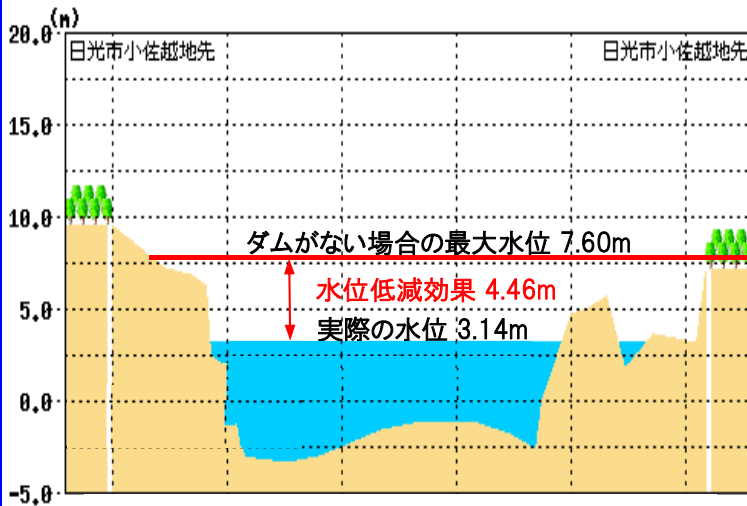 (m)
20.0
日光市小佐越地先
日光市小佐越地先
15.0
10.0
ダムがない場合の最大水位 7.60m
水位低減効果 4.46m
5.0
実際の水位 3.14m
0.0
-5.0